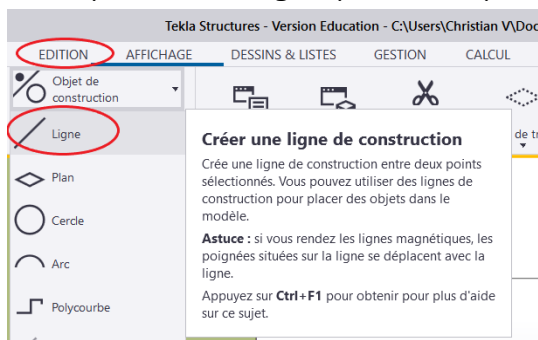 Tekla Structures - Version Education - C:\Users\Christian V\Doc
EDITION AFFICHAGE DESSINS & LISTES GESTION CALCUL
Objet de
construction
Ligne
Plan
Cercle
Arc
Polycourbe
de tr
Créer une ligne de construction
Crée une ligne de construction entre deux points
sélectionnés. Vous pouvez utiliser des lignes de
construction pour placer des objets dans le
modèle.
Astuce : si vous rendez les lignes magnétiques, les
poignées situées sur la ligne se déplacent avec la
ligne.
Appuyez sur Ctrl+F1 pour obtenir pour plus d'aide
sur ce sujet.